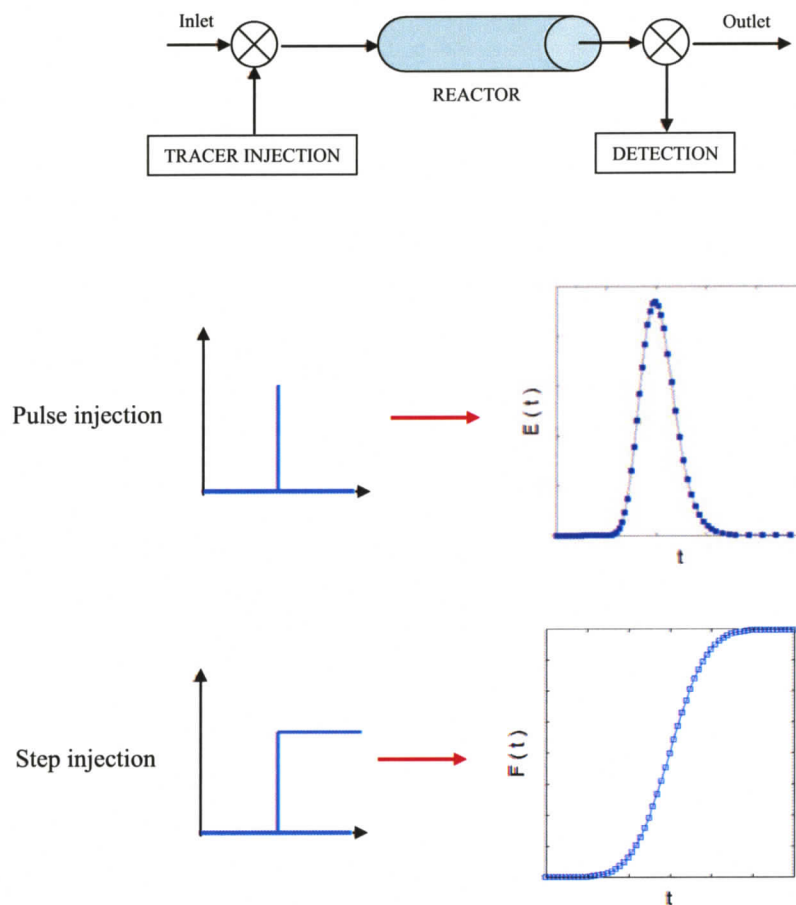 Inlet
Outlet
REACTOR
TRACER INJECTION
DETECTION
Pulse injection
E ( t )
t
Step injection
F ( t )
t